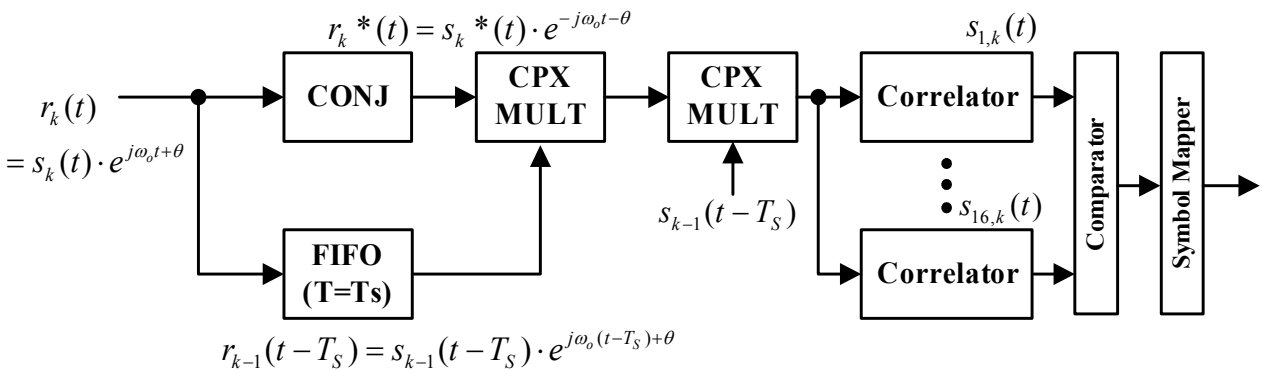 r_k*(t) = s_k*(t) · e^{-jω_o t-θ}
s_{1,k}(t)
r_k(t)
= s_k(t) · e^{jω_o t+θ}
CONJ
CPX
MULT
CPX
MULT
Correlator
s_{k-1}(t - T_S)
s_{16,k}(t)
FIFO
(T=Ts)
Correlator
Comparator
Symbol Mapper
r_{k-1}(t - T_S) = s_{k-1}(t - T_S) · e^{jω_o(t-T_S)+θ}